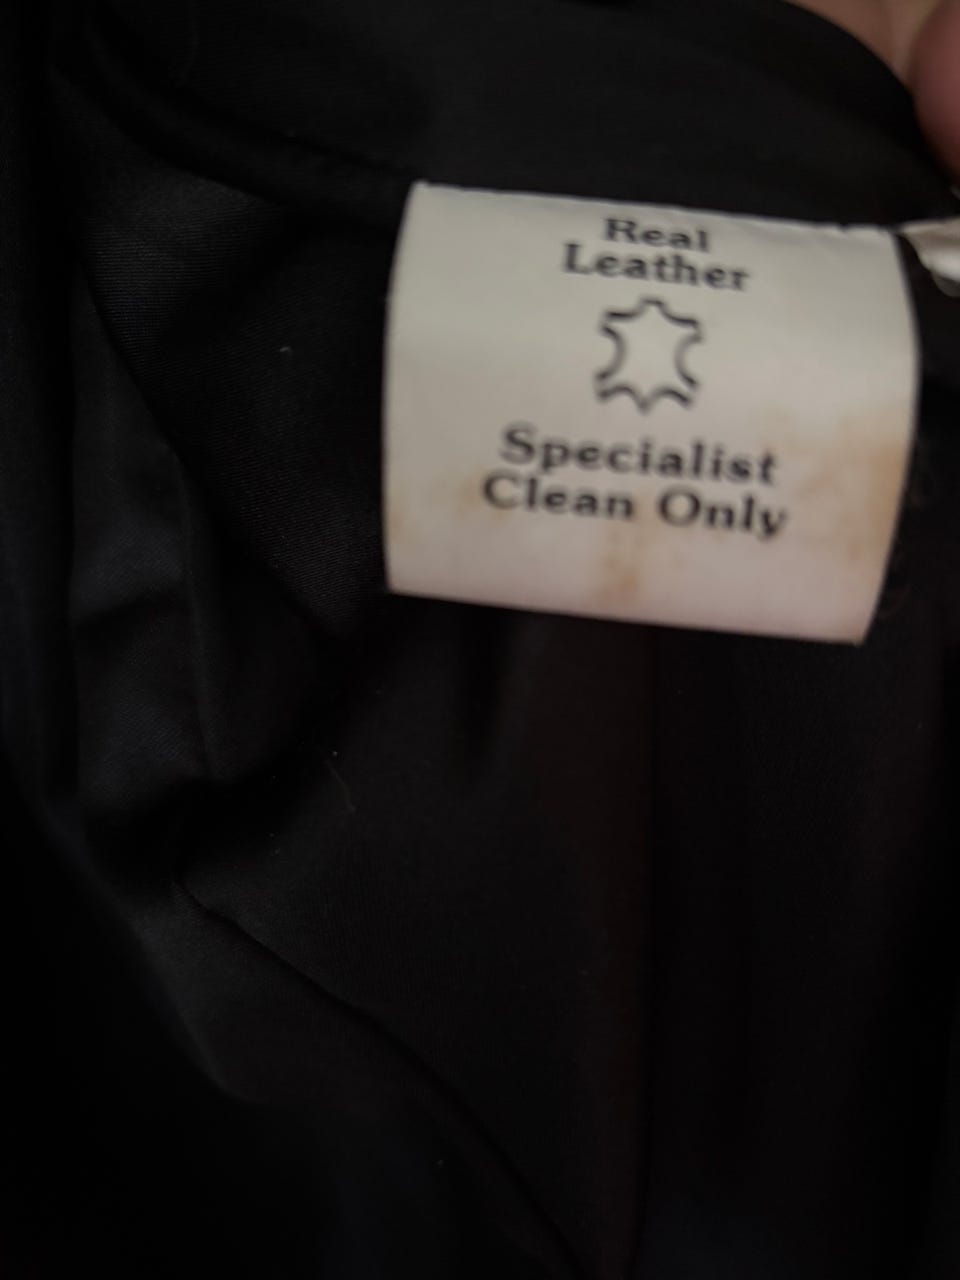 Real
Leather
Specialist
Clean Only